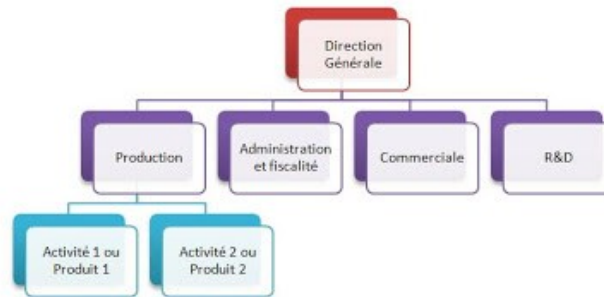 Direction
Générale
Production
Administration
et fiscalité
Commerciale
R&D
Activité 1 ou
Produit 1
Activité 2 ou
Produit 2